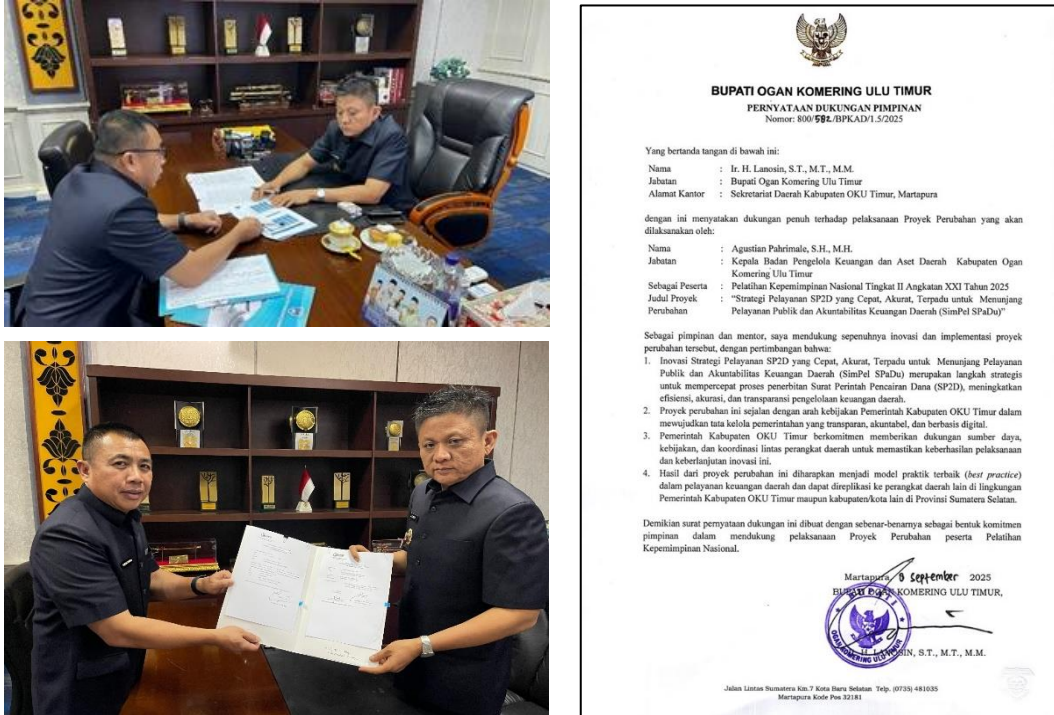 BUPATI OGAN KOMERING ULU TIMUR
PERNYATAAN DUKUNGAN PIMPINAN
Nomor: 800/582/BPKAD/1.5/2025
Yang bertanda tangan di bawah ini:
Nama : Ir. H. Lanosin, S.T., M.T., M.M.
Jabatan : Bupati Ogan Komering Ulu Timur
Alamat Kantor : Sekretariat Daerah Kabupaten OKU Timur, Martapura
dengan ini menyatakan dukungan penuh terhadap pelaksanaan Proyek Perubahan yang akan
dilaksanakan oleh:
Nama : Agustian Pahrimale, S.H., M.H.
Jabatan : Kepala Badan Pengelola Keuangan dan Aset Daerah Kabupaten Ogan
Komering Ulu Timur
Sebagai Peserta : Pelatihan Kepemimpinan Nasional Tingkat II Angkatan XXI Tahun 2025
Judul Proyek : "Strategi Pelayanan SP2D yang Cepat, Akurat, Terpadu untuk Menunjang
Perubahan Pelayanan Publik dan Akuntabilitas Keuangan Daerah (SimPel SPaDu)"
Sebagai pimpinan dan mentor, saya mendukung sepenuhnya inovasi dan implementasi proyek
perubahan tersebut, dengan pertimbangan bahwa:
1. Inovasi Strategi Pelayanan SP2D yang Cepat, Akurat, Terpadu untuk Menunjang Pelayanan
Publik dan Akuntabilitas Keuangan Daerah (SimPel SPaDu) merupakan langkah strategis
untuk mempercepat proses penerbitan Surat Perintah Pencairan Dana (SP2D), meningkatkan
efisiensi, akurasi, dan transparansi pengelolaan keuangan daerah.
2. Proyek perubahan ini sejalan dengan arah kebijakan Pemerintah Kabupaten OKU Timur dalam
mewujudkan tata kelola pemerintahan yang transparan, akuntabel, dan berbasis digital.
3. Pemerintah Kabupaten OKU Timur berkomitmen memberikan dukungan sumber daya,
kebijakan, dan koordinasi lintas perangkat daerah untuk memastikan keberhasilan pelaksanaan
dan keberlanjutan inovasi ini.
4. Hasil dari proyek perubahan ini diharapkan menjadi model praktik terbaik (best practice)
dalam pelayanan keuangan daerah dan dapat direplikasi ke perangkat daerah lain di lingkungan
Pemerintah Kabupaten OKU Timur maupun kabupaten/kota lain di Provinsi Sumatera Selatan.
Demikian surat pernyataan dukungan ini dibuat dengan sebenar-benarnya sebagai bentuk komitmen
pimpinan dalam mendukung pelaksanaan Proyek Perubahan peserta Pelatihan
Kepemimpinan Nasional.
Martapura, September 2025
BUPATI OGAN KOMERING ULU TIMUR,
BUPATI
OGAN KOMERING ULU TIMUR
H. LANOSIN, S.T., M.T., M.M.
Jalan Lintas Sumatera Km.7 Kota Baru Selatan Telp. (0735) 481035
Martapura Kode Pos 32181